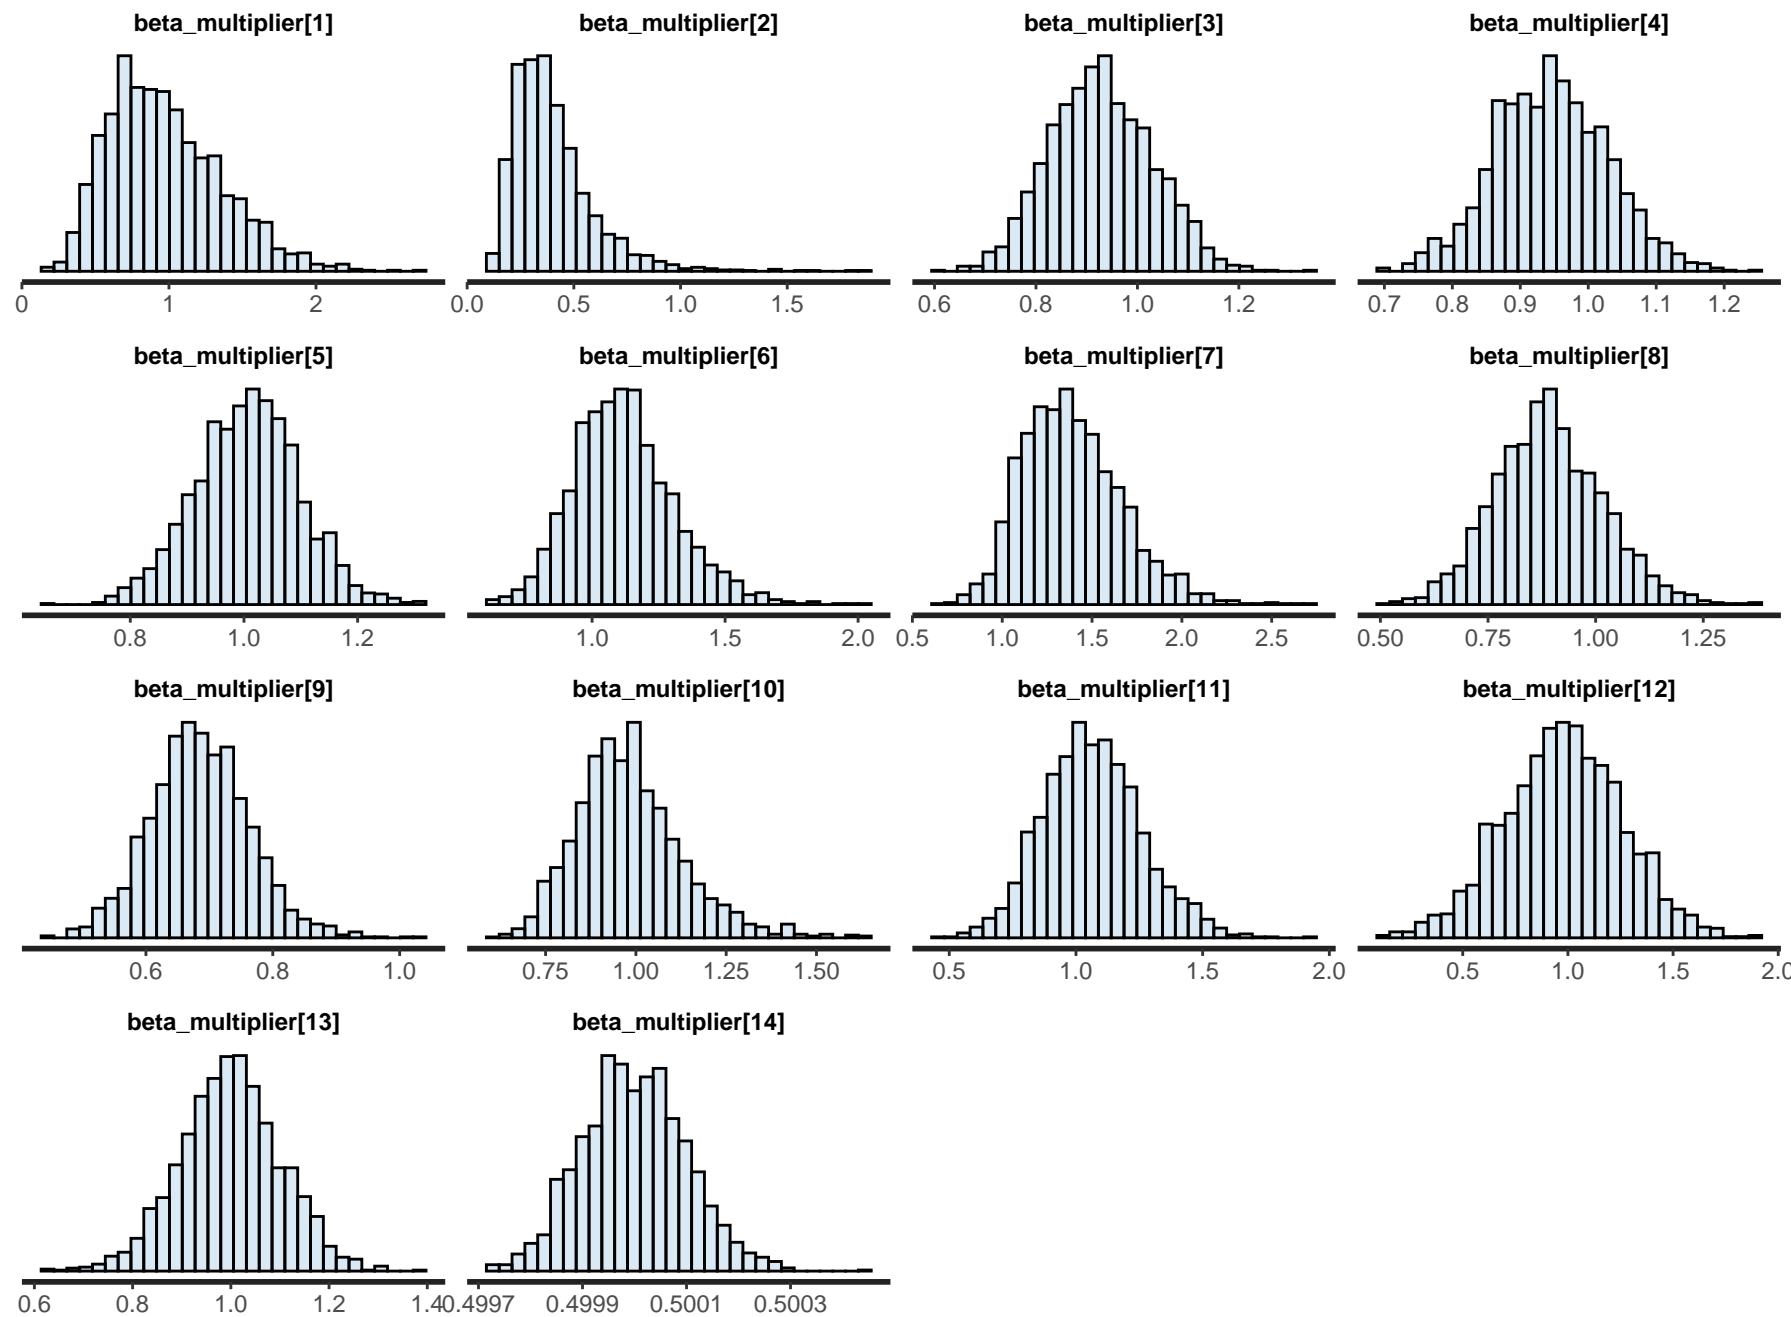 beta_multiplier[1] beta_multiplier[2] beta_multiplier[3] beta_multiplier[4]
0 1 2 0.0 0.5 1.0 1.5 0.6 0.8 1.0 1.2 0.7 0.8 0.9 1.0 1.1 1.2
beta_multiplier[5] beta_multiplier[6] beta_multiplier[7] beta_multiplier[8]
0.8 1.0 1.2 1.0 1.5 2.0 0.5 1.0 1.5 2.0 2.5 0.50 0.75 1.00 1.25
beta_multiplier[9] beta_multiplier[10] beta_multiplier[11] beta_multiplier[12]
0.6 0.8 1.0 0.75 1.00 1.25 1.50 0.5 1.0 1.5 2.0 0.5 1.0 1.5 2.0
beta_multiplier[13] beta_multiplier[14]
0.6 0.8 1.0 1.2 1.4 0.4997 0.4999 0.5001 0.5003